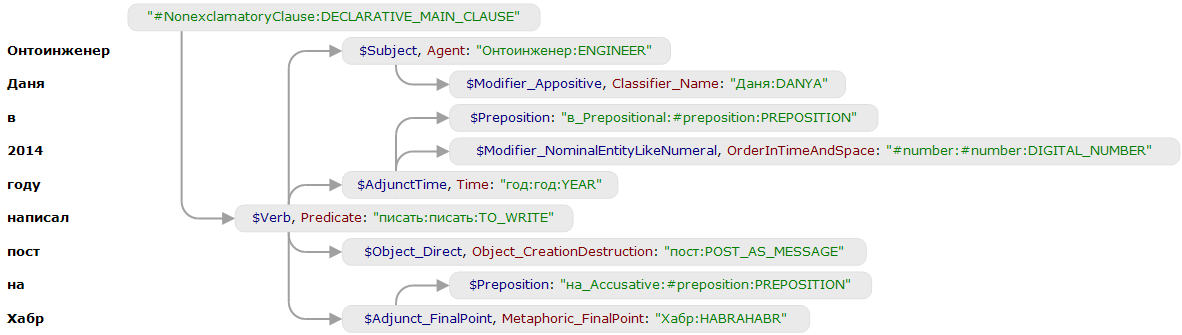 "#NonexclamatoryClause:DECLARATIVE_MAIN_CLAUSE"
Онтоинженер $Subject, Agent: "Онтоинженер:ENGINEER"
Даня $Modifier_Appositive, Classifier_Name: "Даня:DANYA"
в $Preposition: "в_Prepositional:#preposition:PREPOSITION"
2014 $Modifier_NominalEntityLikeNumeral, OrderInTimeAndSpace: "#number:#number:DIGITAL_NUMBER"
году $AdjunctTime, Time: "год:год:YEAR"
написал $Verb, Predicate: "писать:писать:TO_WRITE"
пост $Object_Direct, Object_CreationDestruction: "пост:POST_AS_MESSAGE"
на $Preposition: "на_Accusative:#preposition:PREPOSITION"
Хабр $Adjunct_FinalPoint, Metaphoric_FinalPoint: "Хабр:HABRAHABR"